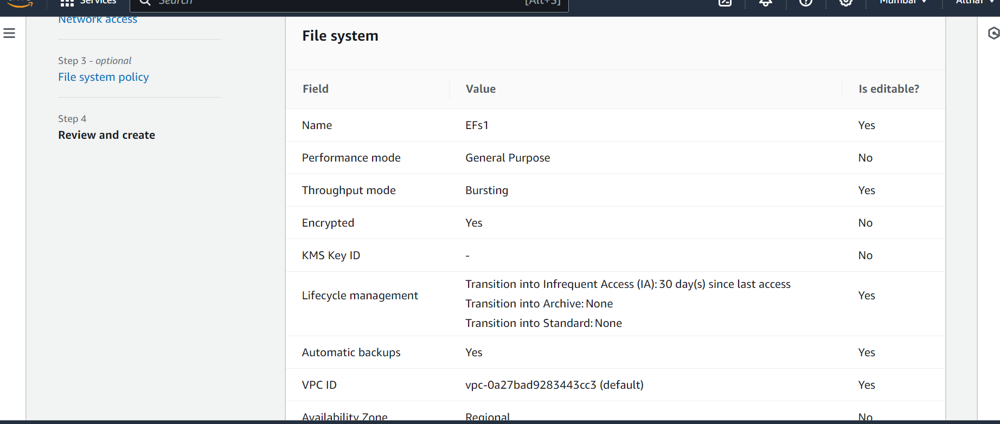 Services
Search
[Alt+S]
Mumbai
Network access
Step 3 - optional
File system policy
Step 4
Review and create
File system
Field Value Is editable?
Name EFs1 Yes
Performance mode General Purpose No
Throughput mode Bursting Yes
Encrypted Yes No
KMS Key ID - No
Lifecycle management Transition into Infrequent Access (IA): 30 day(s) since last access Yes
Transition into Archive: None
Transition into Standard: None
Automatic backups Yes Yes
VPC ID vpc-0a27bad9283443cc3 (default) Yes
Availability Zone Regional No